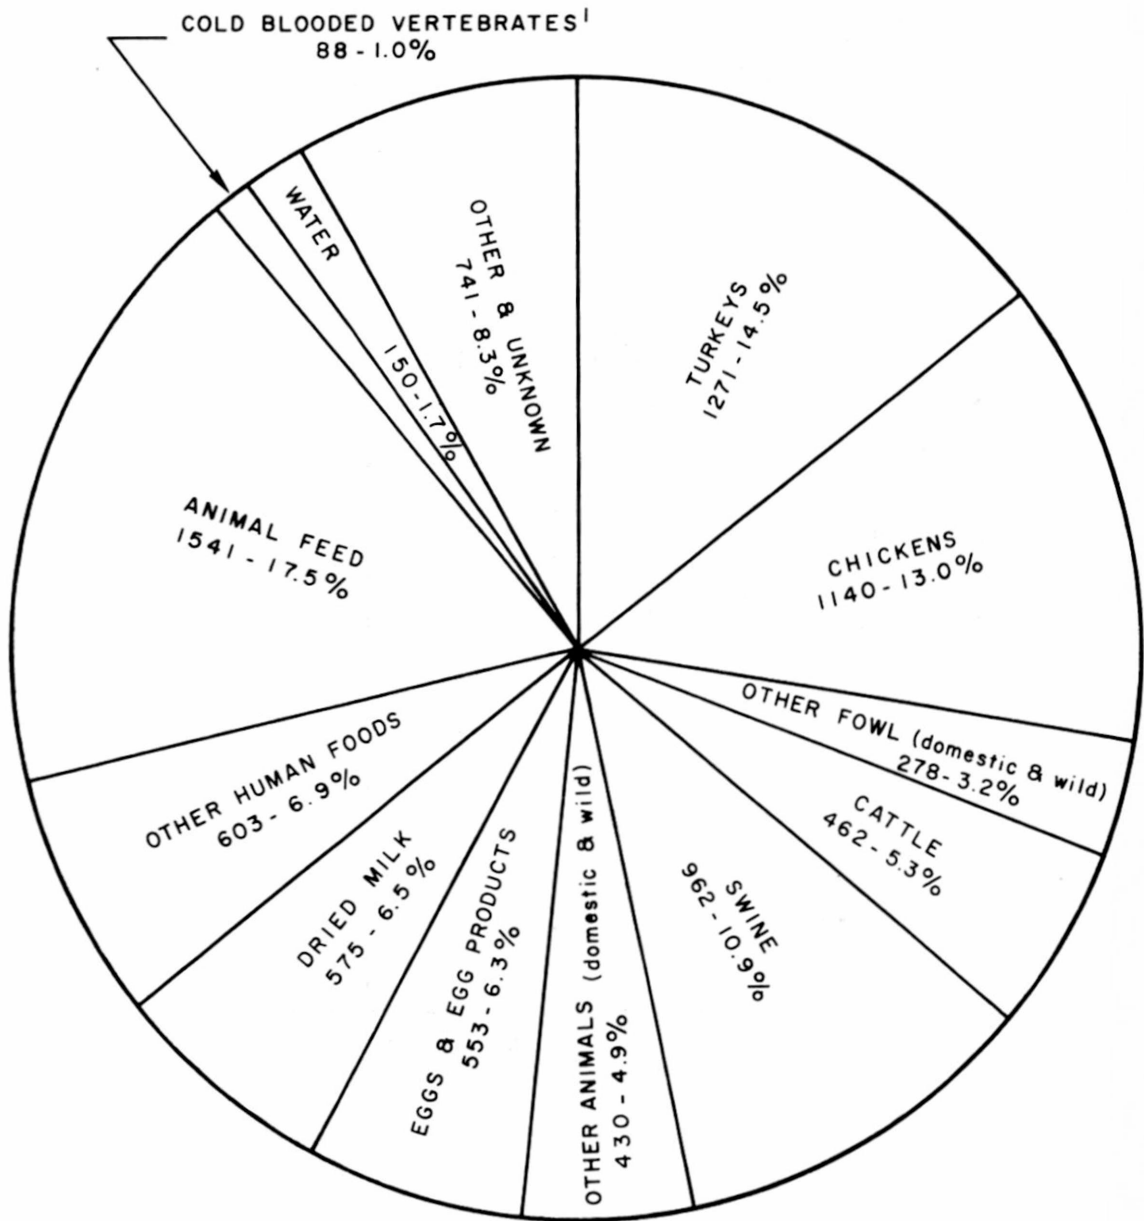 COLD BLOODED VERTEBRATES¹
88 - 1.0%
WATER
150 - 1.7%
OTHER & UNKNOWN
741 - 8.3%
TURKEYS
1271 - 14.5%
ANIMAL FEED
1541 - 17.5%
CHICKENS
1140 - 13.0%
OTHER FOWL (domestic & wild)
278 - 3.2%
CATTLE
462 - 5.3%
SWINE
962 - 10.9%
OTHER ANIMALS (domestic & wild)
430 - 4.9%
EGGS & EGG PRODUCTS
553 - 6.3%
DRIED MILK
575 - 6.5%
OTHER HUMAN FOODS
603 - 6.9%